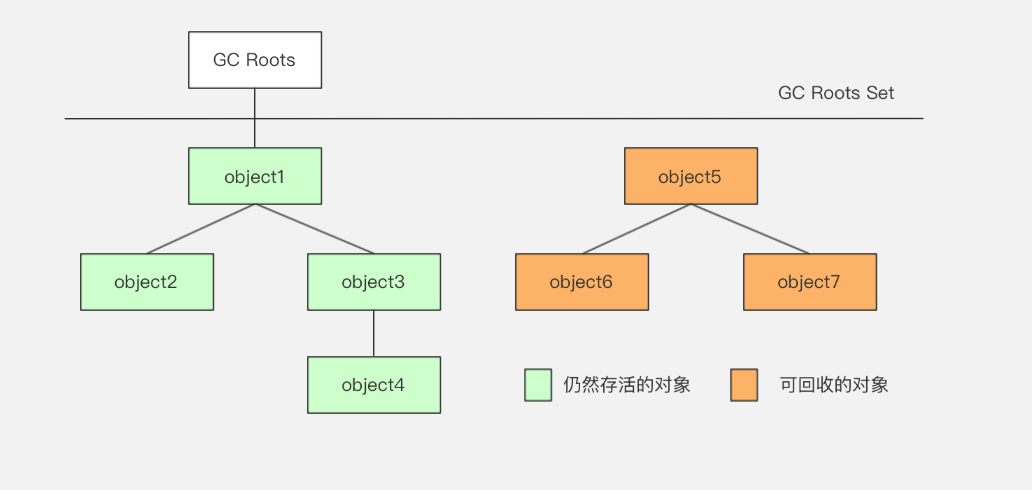 GC Roots
GC Roots Set
object1
object5
object2
object3
object6
object7
object4
仍然存活的对象
可回收的对象